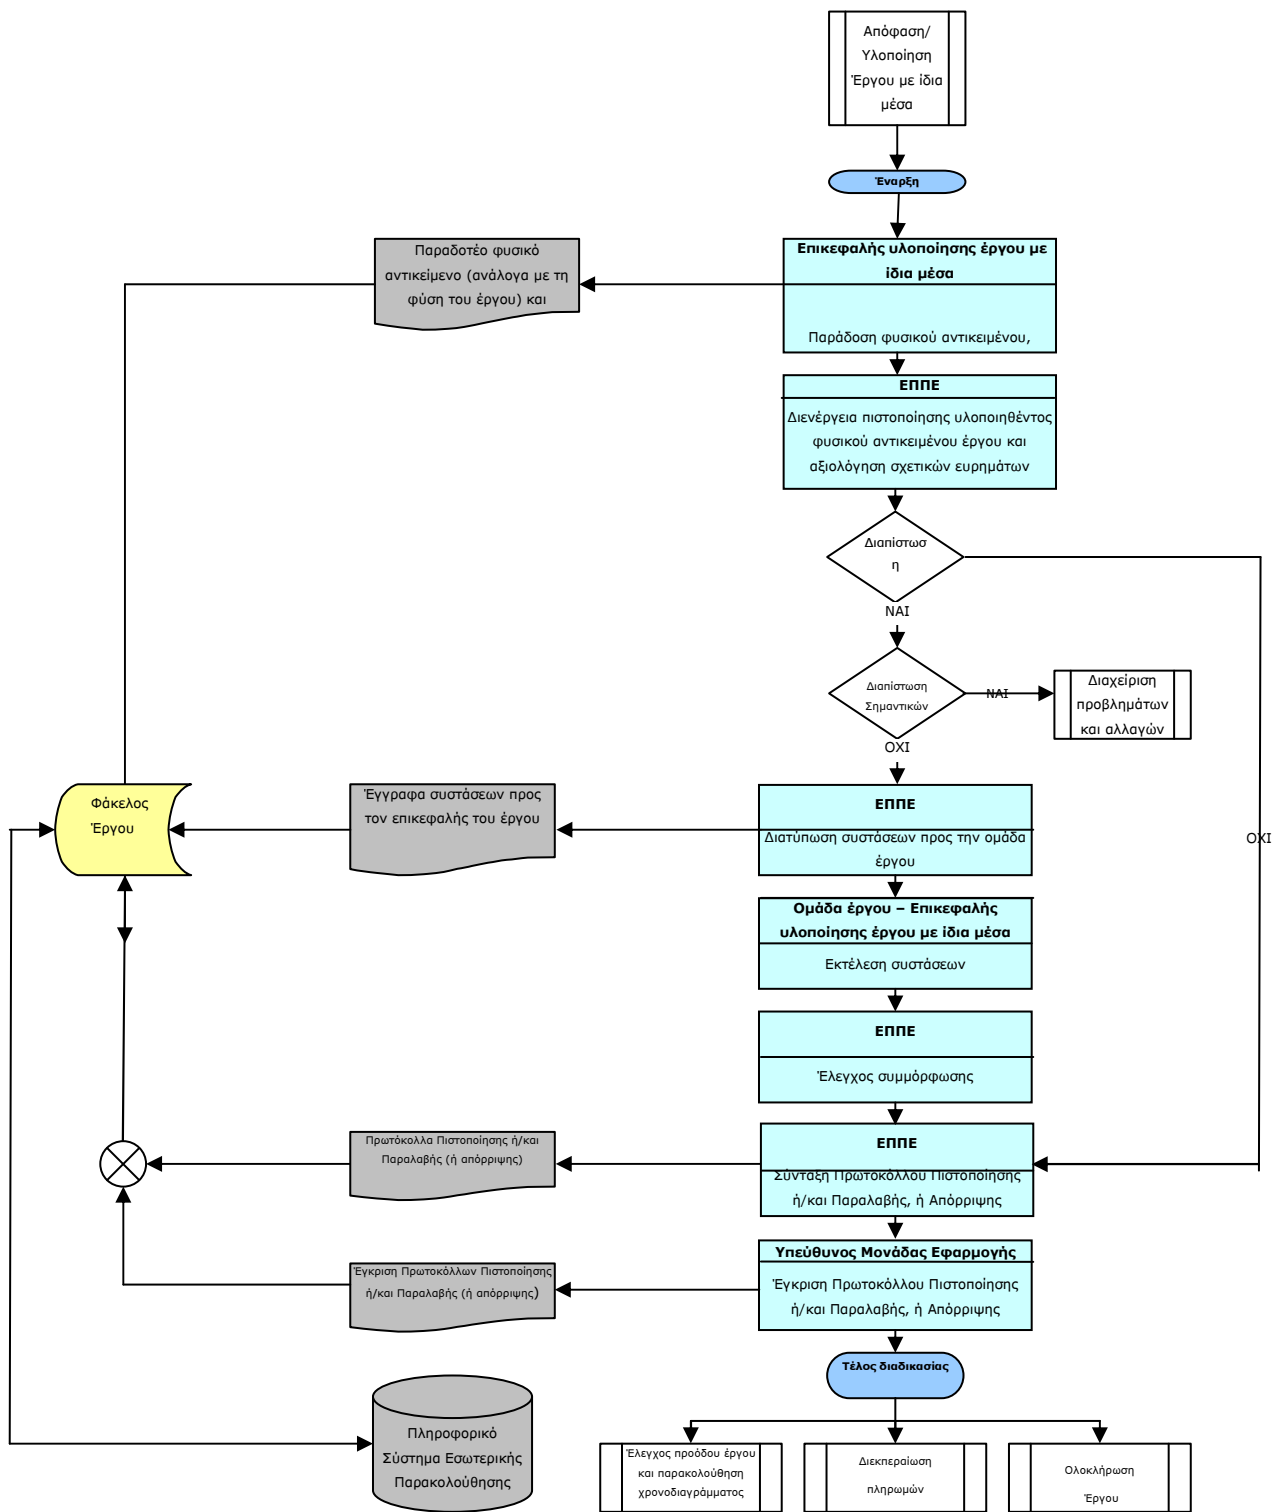 Απόφαση/
Υλοποίηση
Έργου με ίδια
μέσα
Έναρξη
Παραδοτέο φυσικό
αντικείμενο (ανάλογα με τη
φύση του έργου) και
Επικεφαλής υλοποίησης έργου με
ίδια μέσα
Παράδοση φυσικού αντικειμένου,
ΕΠΠΕ
Διενέργεια πιστοποίησης υλοποιηθέντος
φυσικού αντικειμένου έργου και
αξιολόγηση σχετικών ευρημάτων
Διαπίστωσ
η
ΝΑΙ
Διαπίστωση
Σημαντικών
ΝΑΙ
Διαχείριση
προβλημάτων
και αλλαγών
ΟΧΙ
Φάκελος
Έργου
Έγγραφα συστάσεων προς
τον επικεφαλής του έργου
ΕΠΠΕ
Διατύπωση συστάσεων προς την ομάδα
έργου
ΟΧΙ
Ομάδα έργου – Επικεφαλής
υλοποίησης έργου με ίδια μέσα
Εκτέλεση συστάσεων
ΕΠΠΕ
Έλεγχος συμμόρφωσης
Πρωτόκολλα Πιστοποίησης ή/και
Παραλαβής (ή απόρριψης)
ΕΠΠΕ
Σύνταξη Πρωτοκόλλου Πιστοποίησης
ή/και Παραλαβής, ή Απόρριψης
Έγκριση Πρωτοκόλλων Πιστοποίησης
ή/και Παραλαβής (ή απόρριψης)
Υπεύθυνος Μονάδας Εφαρμογής
Έγκριση Πρωτοκόλλου Πιστοποίησης
ή/και Παραλαβής, ή Απόρριψης
Τέλος διαδικασίας
Πληροφορικό
Σύστημα Εσωτερικής
Παρακολούθησης
Έλεγχος προόδου έργου
και παρακολούθηση
χρονοδιαγράμματος
Διεκπεραίωση
πληρωμών
Ολοκλήρωση
Έργου